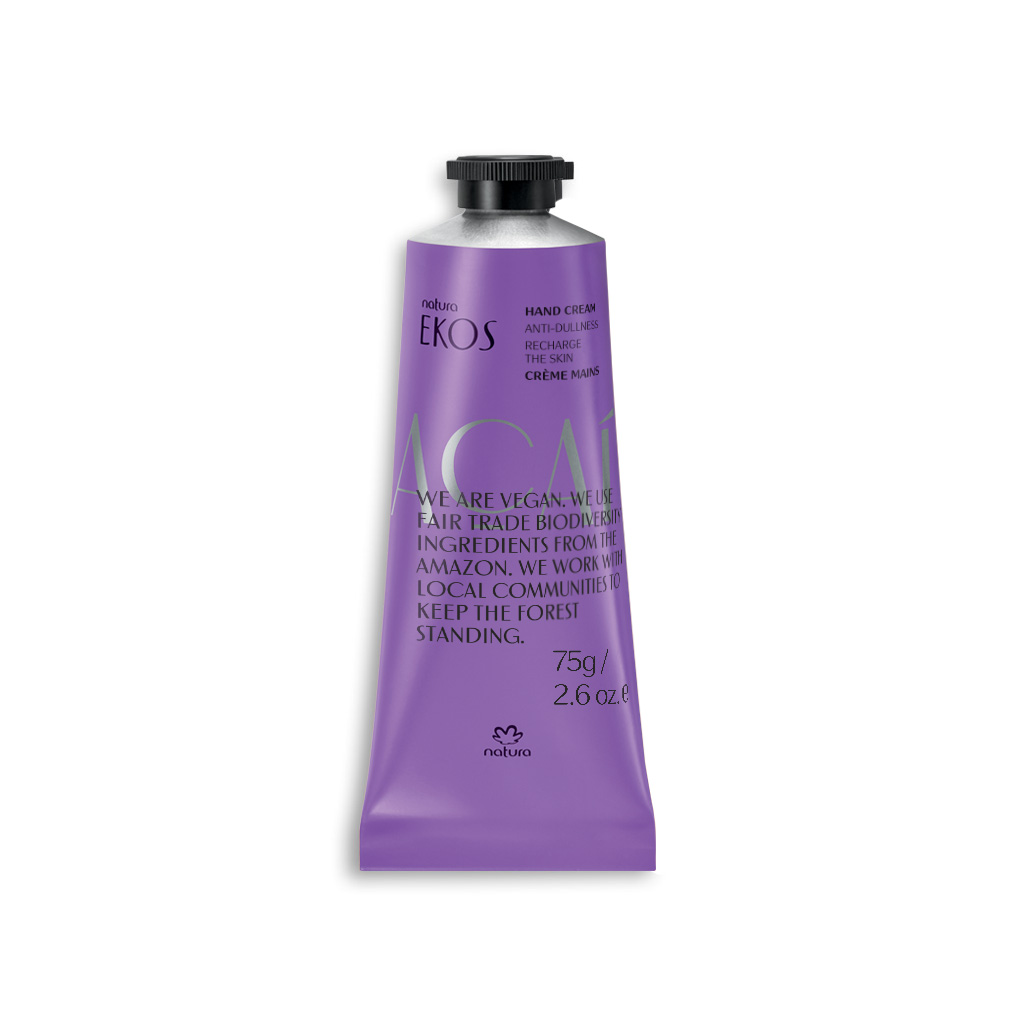 natura
EKOS
HAND CREAM
ANTI-DULLNESS
RECHARGE
THE SKIN
CRÈME MAINS
AÇAÍ
WE ARE VEGAN. WE USE
FAIR TRADE BIODIVERSITY
INGREDIENTS FROM THE
AMAZON. WE WORK WITH
LOCAL COMMUNITIES TO
KEEP THE FOREST
STANDING.
75g /
2.6 oz. e
natura